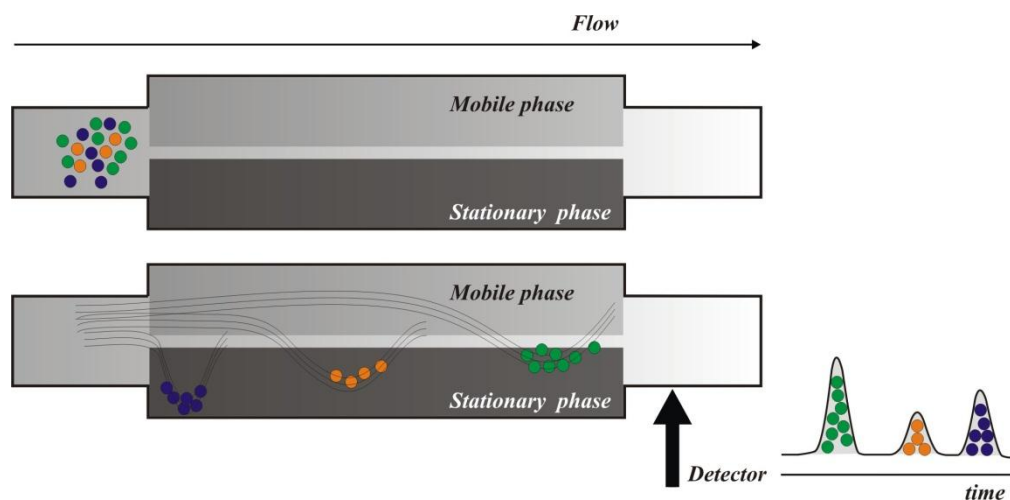 Flow
Mobile phase
Stationary phase
Mobile phase
Stationary phase
Detector
time